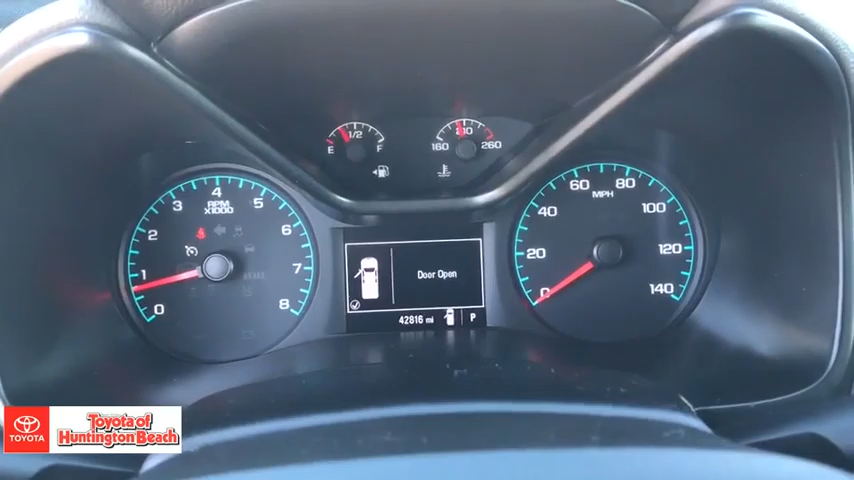 E 1/2 F
160 210 260
0 1 2 3 4 5 6 7 8
RPM
X1000
0 20 40 60 80 100 120 140
MPH
Door Open
42816 mi P
TOYOTA
Toyota of
Huntington Beach